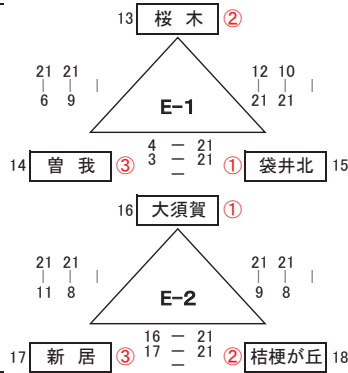 13 桜木 ②
21 21 | 12 10
| | | | | |
6 9 21 21
E-1
4 － 21
3 － 21
－
14 曽我 ③ ① 袋井北 15
16 大須賀 ①
21 21 21 21
| | | | | |
11 8 9 8
E-2
16 － 21
17 － 21
－
17 新居 ③ ② 桔梗が丘 18